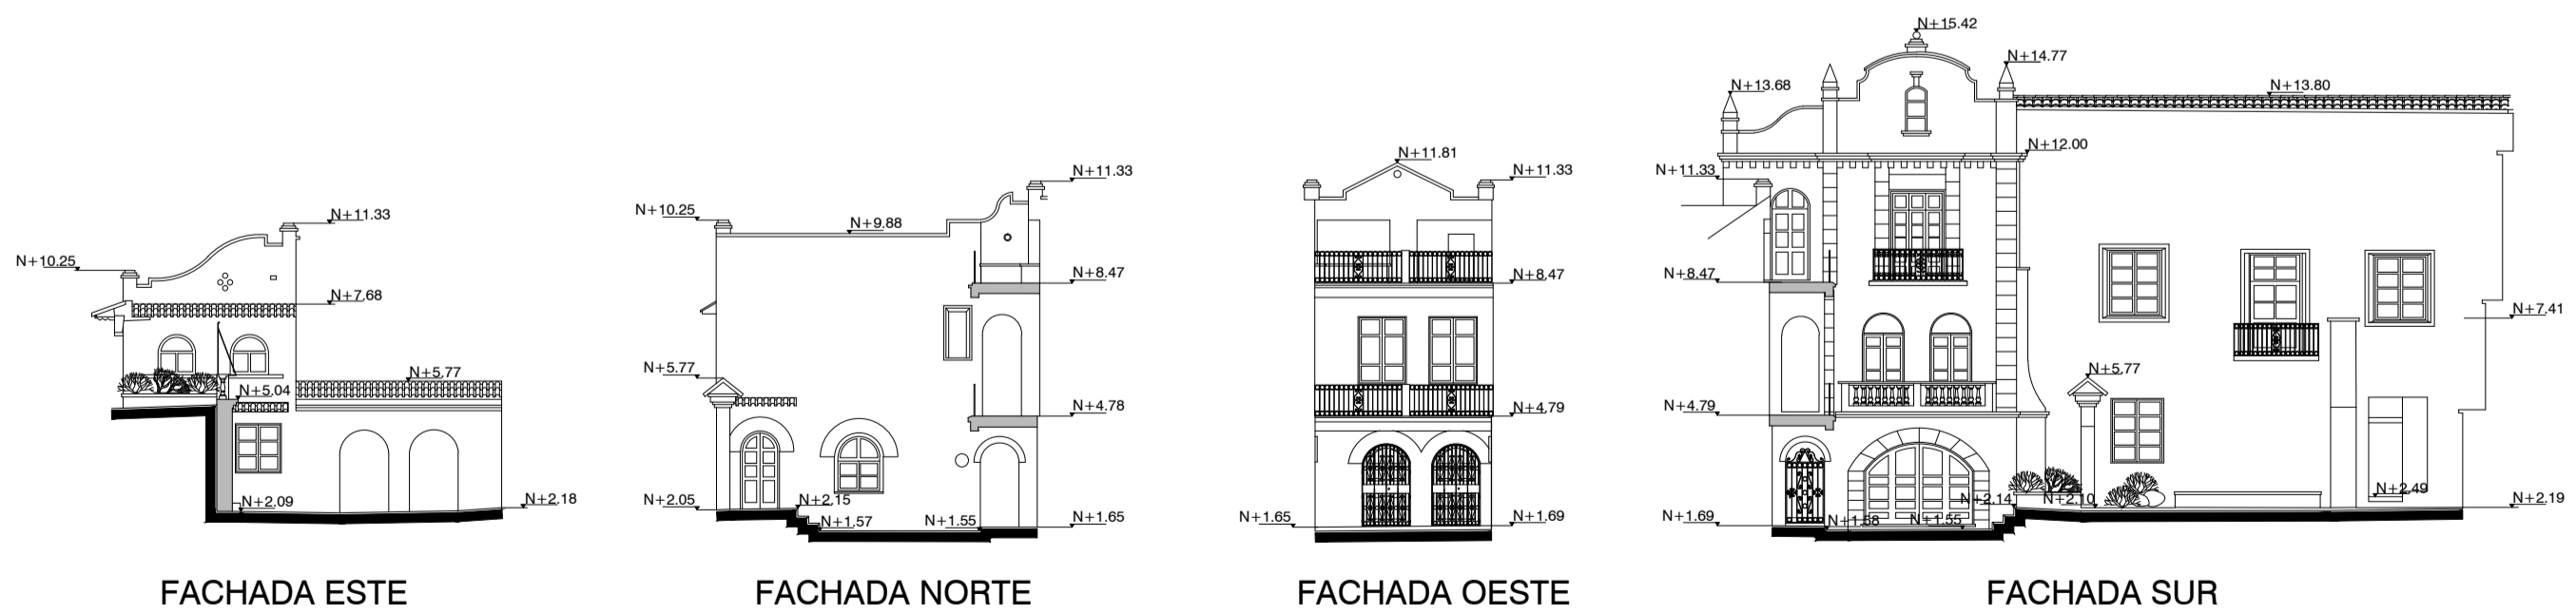 N+11.33
N+10.25
N+7.68
N+5.77
N+5.04
N+2.09
N+2.18
FACHADA ESTE
N+11.33
N+10.25
N+9.88
N+8.47
N+5.77
N+4.78
N+2.05
N+2.15
N+1.57
N+1.55
N+1.65
FACHADA NORTE
N+11.81
N+11.33
N+8.47
N+4.79
N+1.65
N+1.69
FACHADA OESTE
N+15.42
N+14.77
N+13.68
N+13.80
N+12.00
N+11.33
N+8.47
N+7.41
N+5.77
N+4.79
N+2.49
N+2.14
N+2.10
N+2.19
N+1.69
N+1.58
N+1.55
FACHADA SUR